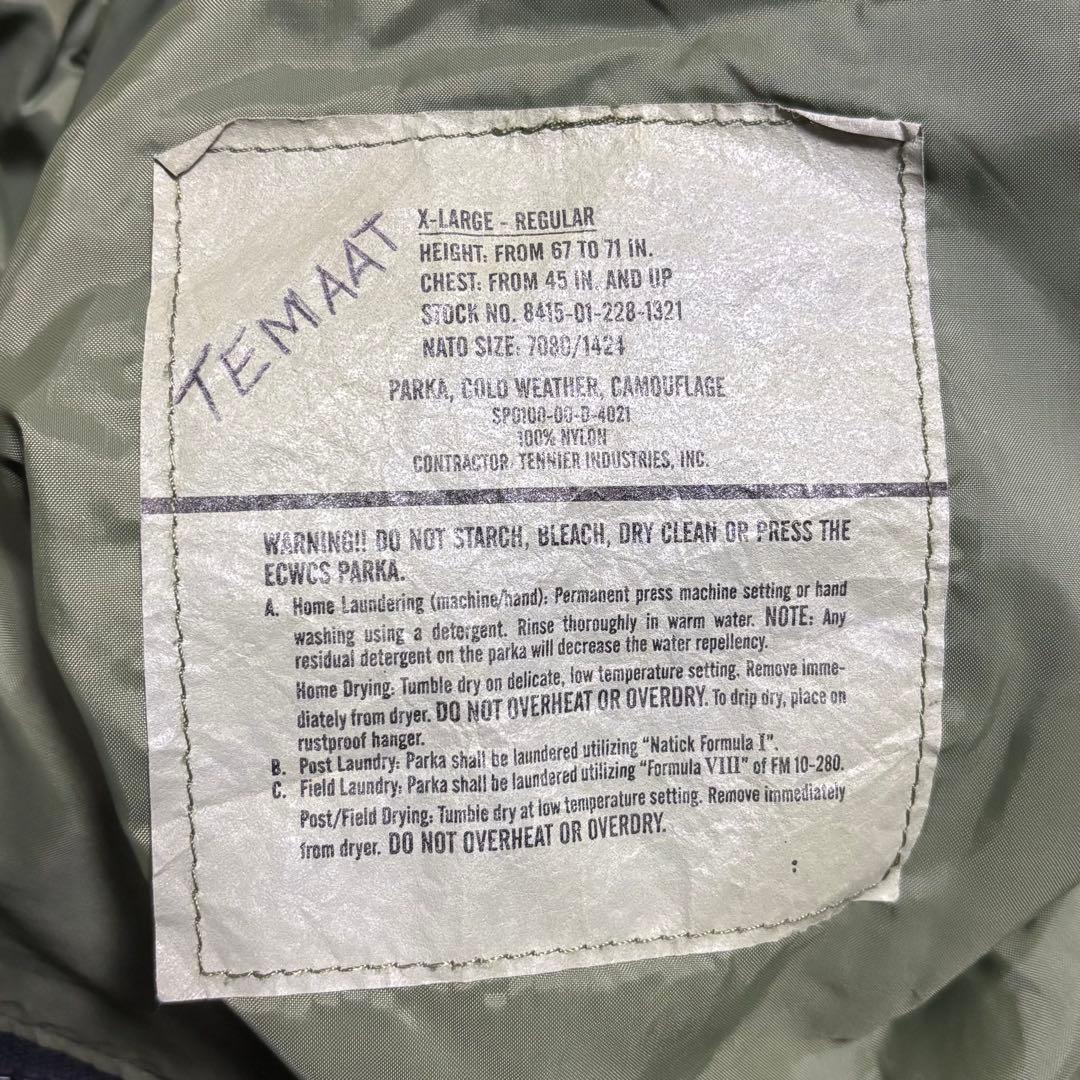 TEMAAT
X-LARGE - REGULAR
HEIGHT: FROM 67 TO 71 IN.
CHEST: FROM 45 IN. AND UP
STOCK NO. 8415-01-228-1321
NATO SIZE: 7080/1424
PARKA, COLD WEATHER, CAMOUFLAGE
SP0100-00-D-4021
100% NYLON
CONTRACTOR: TENNIER INDUSTRIES, INC.
WARNING!! DO NOT STARCH, BLEACH, DRY CLEAN OR PRESS THE
ECWCS PARKA.
A. Home Laundering (machine/hand): Permanent press machine setting or hand
washing using a detergent. Rinse thoroughly in warm water. NOTE: Any
residual detergent on the parka will decrease the water repellency.
Home Drying: Tumble dry on delicate, low temperature setting. Remove imme-
diately from dryer. DO NOT OVERHEAT OR OVERDRY. To drip dry, place on
rustproof hanger.
B. Post Laundry: Parka shall be laundered utilizing "Natick Formula I".
C. Field Laundry: Parka shall be laundered utilizing "Formula VIII" of FM 10-280.
Post/Field Drying: Tumble dry at low temperature setting. Remove immediately
from dryer. DO NOT OVERHEAT OR OVERDRY.